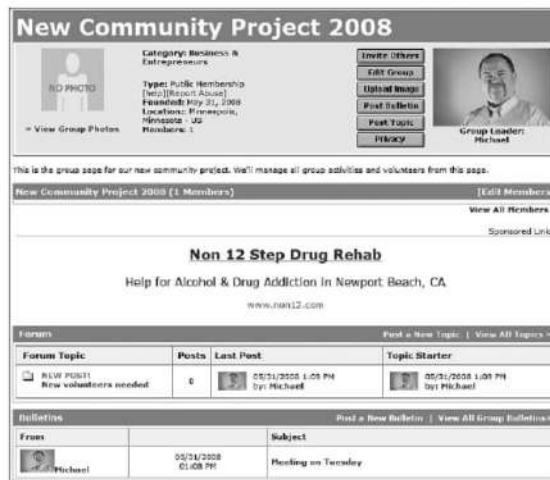 New Community Project 2008
NO PHOTO
» View Group Photos
Category: Business &
Entrepreneurs
Type: Public Membership
[help][Report Abuse]
Founded: May 31, 2008
Location: Minneapolis,
Minnesota - US
Members: 1
Invite Others
Edit Group
Upload Image
Post Bulletin
Post Topic
Privacy
Group Leader:
Michael
This is the group page for our new community project. We'll manage all group activities and volunteers from this page.
New Community Project 2008 (1 Members) [Edit Members
View All Members
Sponsored Link
Non 12 Step Drug Rehab
Help for Alcohol & Drug Addiction in Newport Beach, CA
www.non12.com
Forum Post a New Topic | View All Topics »
Forum Topic Posts Last Post Topic Starter
NEW POST!
New volunteers needed
0
05/31/2008 1:08 PM
by: Michael
05/31/2008 1:08 PM
by: Michael
Bulletins Post a New Bulletin | View All Group Bulletins
From Subject
Michael
05/31/2008
01:08 PM
Meeting on Tuesday